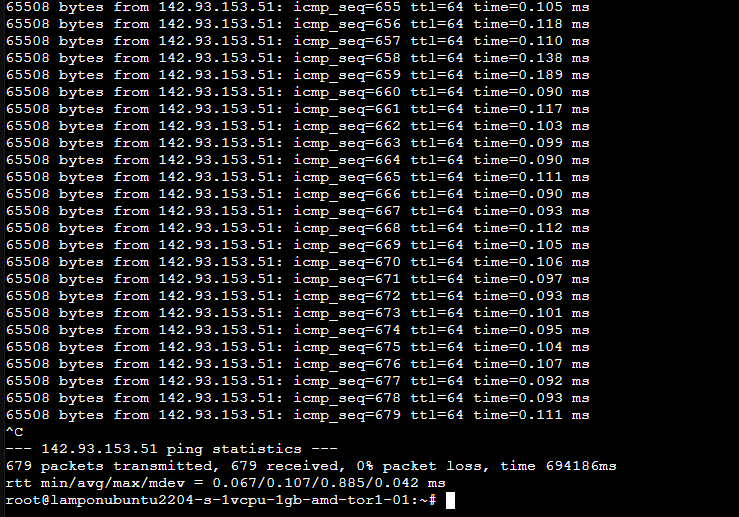 65508 bytes from 142.93.153.51: icmp_seq=655 ttl=64 time=0.105 ms
65508 bytes from 142.93.153.51: icmp_seq=656 ttl=64 time=0.118 ms
65508 bytes from 142.93.153.51: icmp_seq=657 ttl=64 time=0.110 ms
65508 bytes from 142.93.153.51: icmp_seq=658 ttl=64 time=0.138 ms
65508 bytes from 142.93.153.51: icmp_seq=659 ttl=64 time=0.189 ms
65508 bytes from 142.93.153.51: icmp_seq=660 ttl=64 time=0.090 ms
65508 bytes from 142.93.153.51: icmp_seq=661 ttl=64 time=0.117 ms
65508 bytes from 142.93.153.51: icmp_seq=662 ttl=64 time=0.103 ms
65508 bytes from 142.93.153.51: icmp_seq=663 ttl=64 time=0.099 ms
65508 bytes from 142.93.153.51: icmp_seq=664 ttl=64 time=0.090 ms
65508 bytes from 142.93.153.51: icmp_seq=665 ttl=64 time=0.111 ms
65508 bytes from 142.93.153.51: icmp_seq=666 ttl=64 time=0.090 ms
65508 bytes from 142.93.153.51: icmp_seq=667 ttl=64 time=0.093 ms
65508 bytes from 142.93.153.51: icmp_seq=668 ttl=64 time=0.112 ms
65508 bytes from 142.93.153.51: icmp_seq=669 ttl=64 time=0.105 ms
65508 bytes from 142.93.153.51: icmp_seq=670 ttl=64 time=0.106 ms
65508 bytes from 142.93.153.51: icmp_seq=671 ttl=64 time=0.097 ms
65508 bytes from 142.93.153.51: icmp_seq=672 ttl=64 time=0.093 ms
65508 bytes from 142.93.153.51: icmp_seq=673 ttl=64 time=0.101 ms
65508 bytes from 142.93.153.51: icmp_seq=674 ttl=64 time=0.095 ms
65508 bytes from 142.93.153.51: icmp_seq=675 ttl=64 time=0.104 ms
65508 bytes from 142.93.153.51: icmp_seq=676 ttl=64 time=0.107 ms
65508 bytes from 142.93.153.51: icmp_seq=677 ttl=64 time=0.092 ms
65508 bytes from 142.93.153.51: icmp_seq=678 ttl=64 time=0.093 ms
65508 bytes from 142.93.153.51: icmp_seq=679 ttl=64 time=0.111 ms
^C
--- 142.93.153.51 ping statistics ---
679 packets transmitted, 679 received, 0% packet loss, time 694186ms
rtt min/avg/max/mdev = 0.067/0.107/0.885/0.042 ms
root@lamponubuntu2204-s-1vcpu-1gb-amd-tor1-01:~#